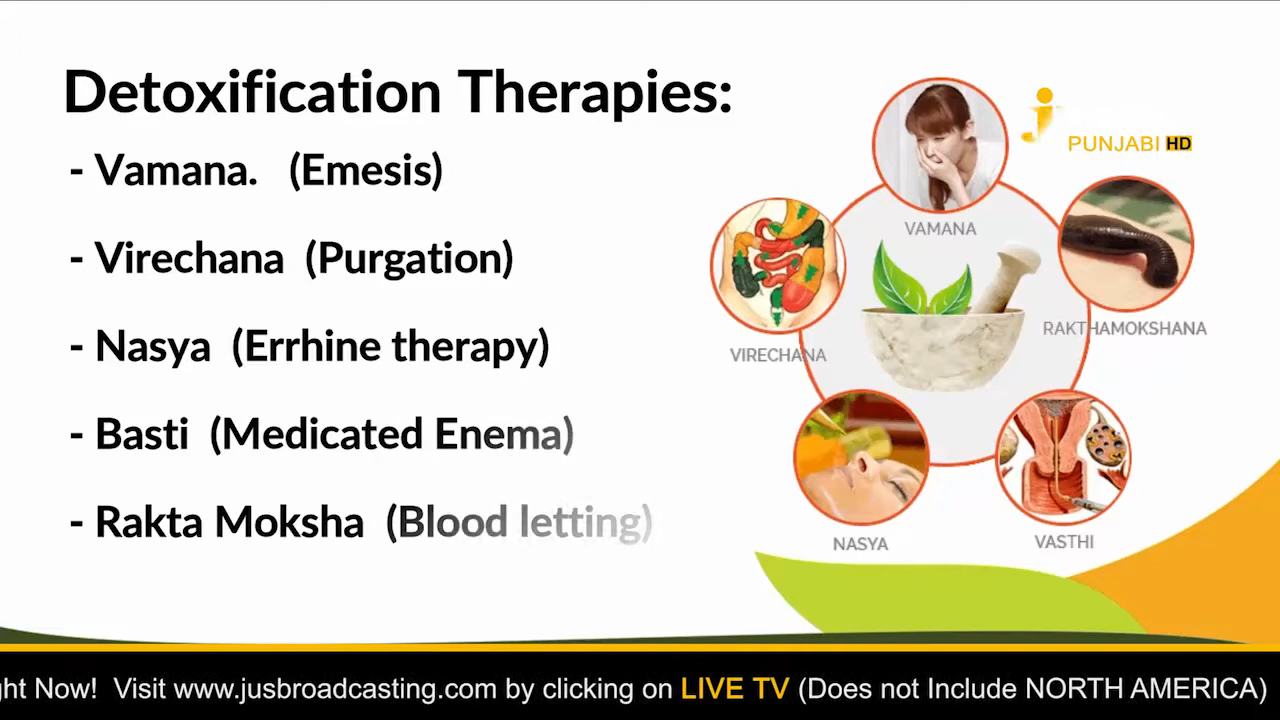 Detoxification Therapies:
- Vamana. (Emesis)
- Virechana (Purgation)
- Nasya (Errhine therapy)
- Basti (Medicated Enema)
- Rakta Moksha (Blood letting)
j
PUNJABI HD
VAMANA
RAKTHAMOKSHANA
VIRECHANA
NASYA
VASTHI
ght Now! Visit www.jusbroadcasting.com by clicking on LIVE TV (Does not Include NORTH AMERICA)